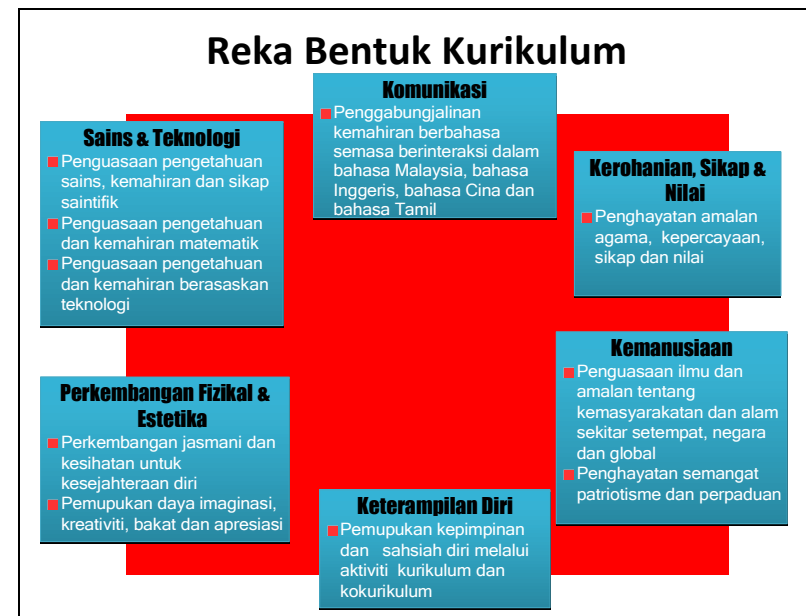 Reka Bentuk Kurikulum
Komunikasi
Penggabungjalinan
kemahiran berbahasa
semasa berinteraksi dalam
bahasa Malaysia, bahasa
Inggeris, bahasa Cina dan
bahasa Tamil
Sains & Teknologi
Penguasaan pengetahuan
sains, kemahiran dan sikap
saintifik
Penguasaan pengetahuan
dan kemahiran matematik
Penguasaan pengetahuan
dan kemahiran berasaskan
teknologi
Kerohanian, Sikap &
Nilai
Penghayatan amalan
agama, kepercayaan,
sikap dan nilai
Kemanusiaan
Penguasaan ilmu dan
amalan tentang
kemasyarakatan dan alam
sekitar setempat, negara
dan global
Penghayatan semangat
patriotisme dan perpaduan
Perkembangan Fizikal &
Estetika
Perkembangan jasmani dan
kesihatan untuk
kesejahteraan diri
Pemupukan daya imaginasi,
kreativiti, bakat dan apresiasi
Keterampilan Diri
Pemupukan kepimpinan
dan sahsiah diri melalui
aktiviti kurikulum dan
kokurikulum